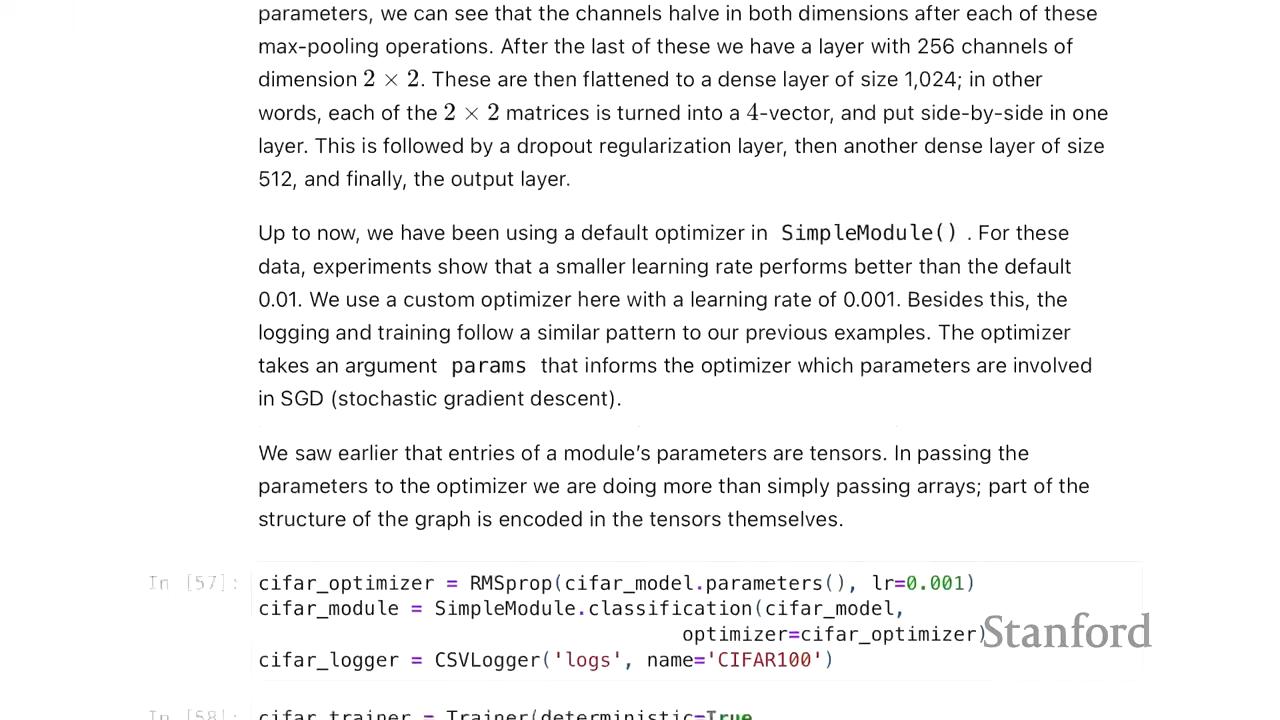 parameters, we can see that the channels halve in both dimensions after each of these
max-pooling operations. After the last of these we have a layer with 256 channels of
dimension 2 × 2. These are then flattened to a dense layer of size 1,024; in other
words, each of the 2 × 2 matrices is turned into a 4-vector, and put side-by-side in one
layer. This is followed by a dropout regularization layer, then another dense layer of size
512, and finally, the output layer.
Up to now, we have been using a default optimizer in SimpleModule() . For these
data, experiments show that a smaller learning rate performs better than the default
0.01. We use a custom optimizer here with a learning rate of 0.001. Besides this, the
logging and training follow a similar pattern to our previous examples. The optimizer
takes an argument params that informs the optimizer which parameters are involved
in SGD (stochastic gradient descent).
We saw earlier that entries of a module’s parameters are tensors. In passing the
parameters to the optimizer we are doing more than simply passing arrays; part of the
structure of the graph is encoded in the tensors themselves.
In [57]: cifar_optimizer = RMSprop(cifar_model.parameters(), lr=0.001)
cifar_module = SimpleModule.classification(cifar_model,
optimizer=cifar_optimizer)
Stanford
cifar_logger = CSVLogger('logs', name='CIFAR100')
In [58]: cifar_trainer = Trainer(deterministic=True,